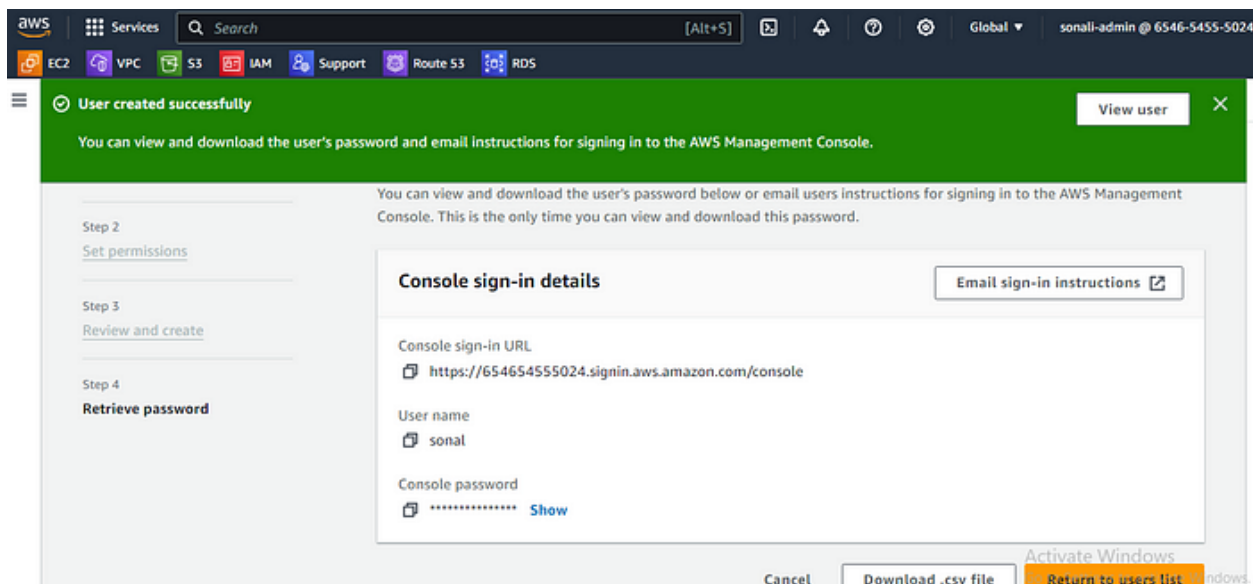 aws
Services
Search
[Alt+S]
Global
sonali-admin @ 6546-5455-5024
EC2
VPC
S3
IAM
Support
Route 53
RDS
User created successfully
View user
You can view and download the user's password and email instructions for signing in to the AWS Management Console.
You can view and download the user's password below or email users instructions for signing in to the AWS Management
Console. This is the only time you can view and download this password.
Step 2
Set permissions
Step 3
Review and create
Step 4
Retrieve password
Console sign-in details
Email sign-in instructions
Console sign-in URL
https://654654555024.signin.aws.amazon.com/console
User name
sonal
Console password
*************** Show
Activate Windows
Cancel
Download .csv file
Return to users list